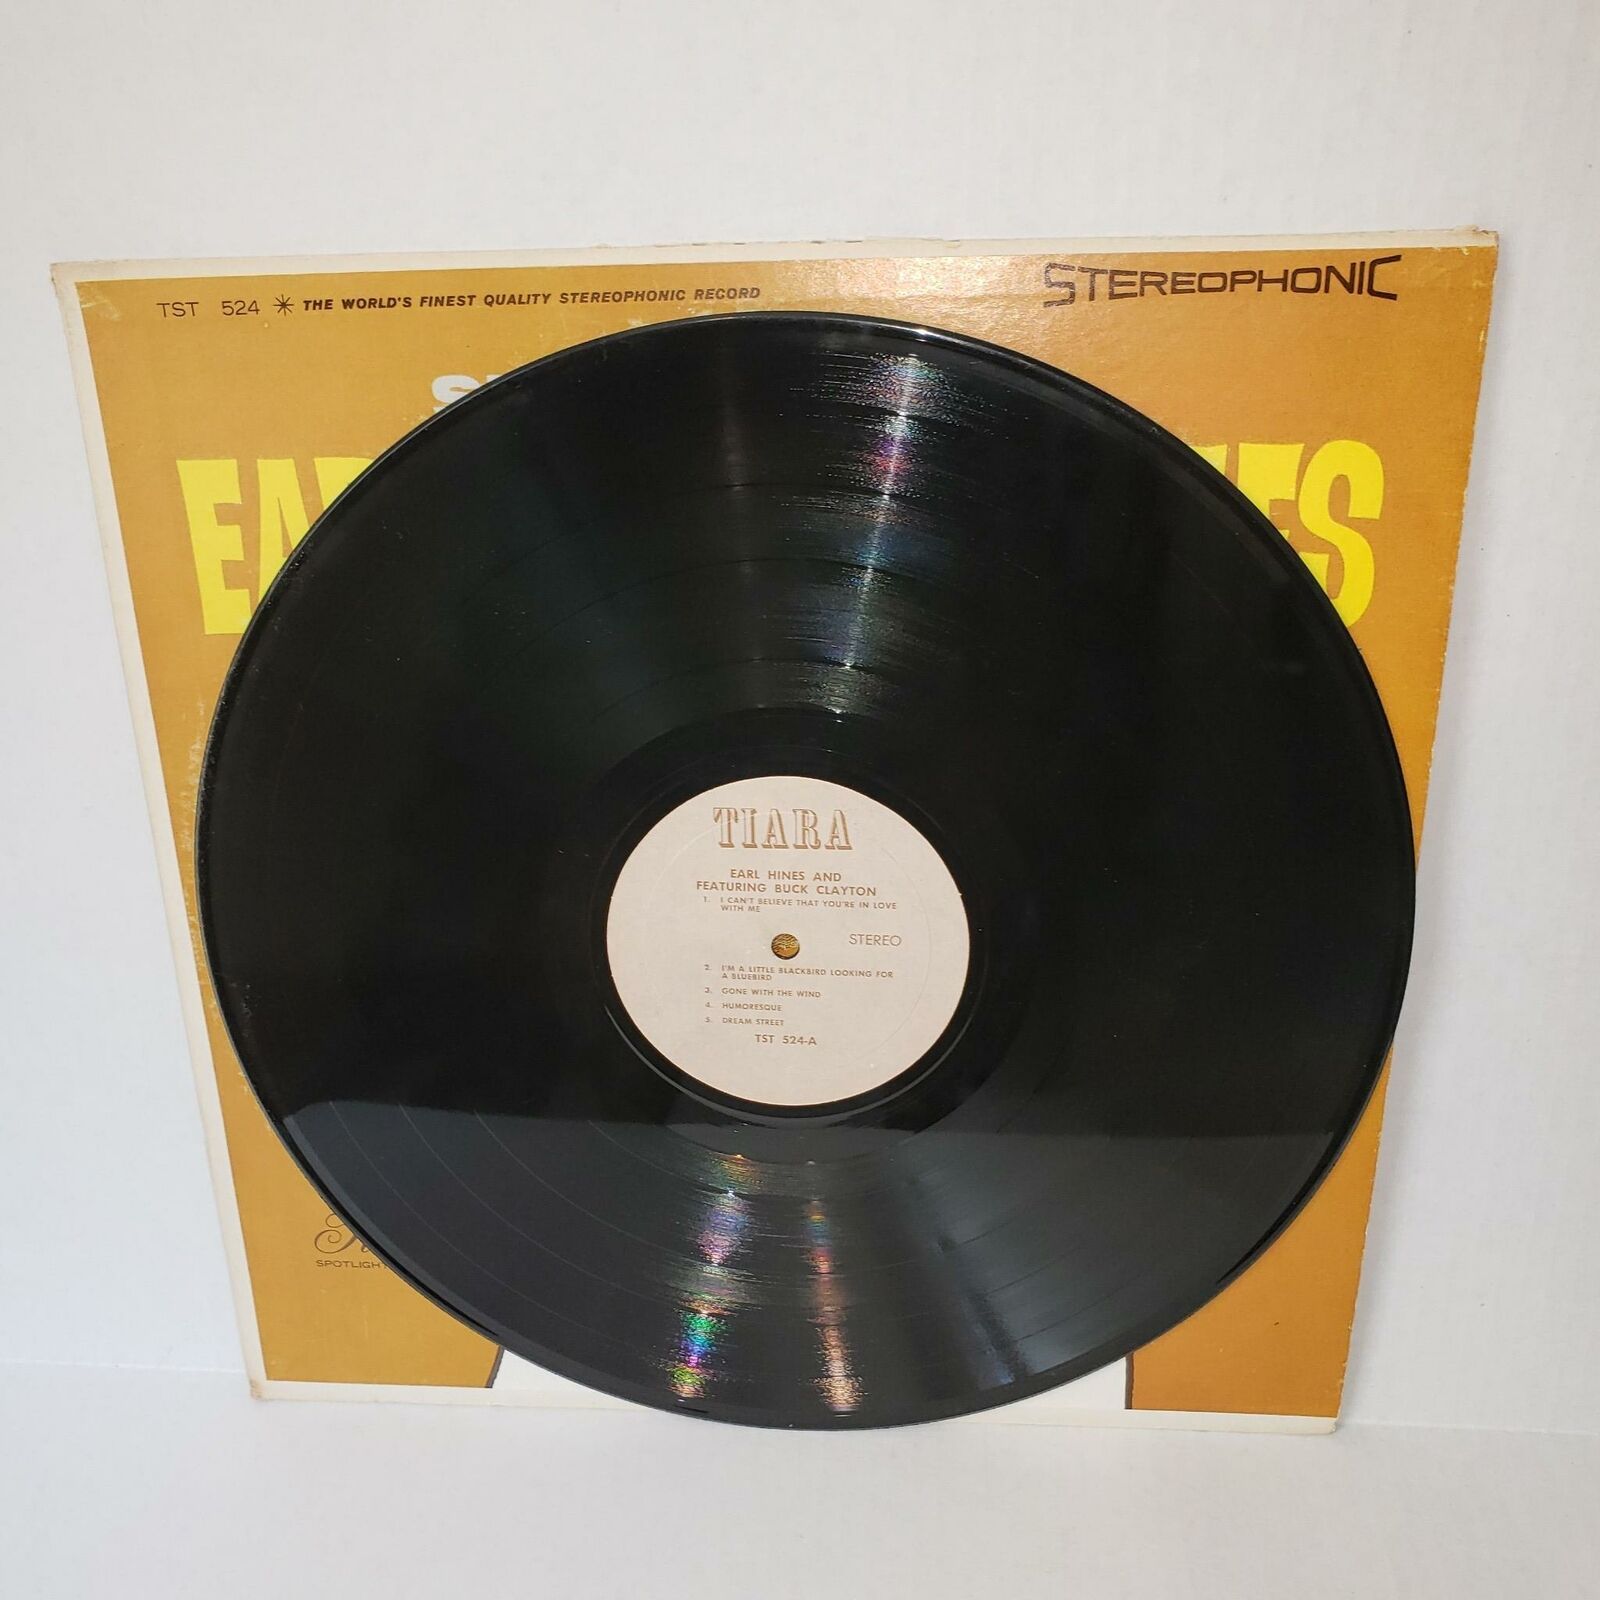 TST 524 * THE WORLD'S FINEST QUALITY STEREOPHONIC RECORD
STEREOPHONIC
TIARA
EARL HINES AND
FEATURING BUCK CLAYTON
1. I CAN'T BELIEVE THAT YOU'RE IN LOVE
WITH ME
STEREO
2. I'M A LITTLE BLACKBIRD LOOKING FOR
A BLUEBIRD
3. GONE WITH THE WIND
4. HUMORESQUE
5. DREAM STREET
TST 524-A
SPOTLIGHT